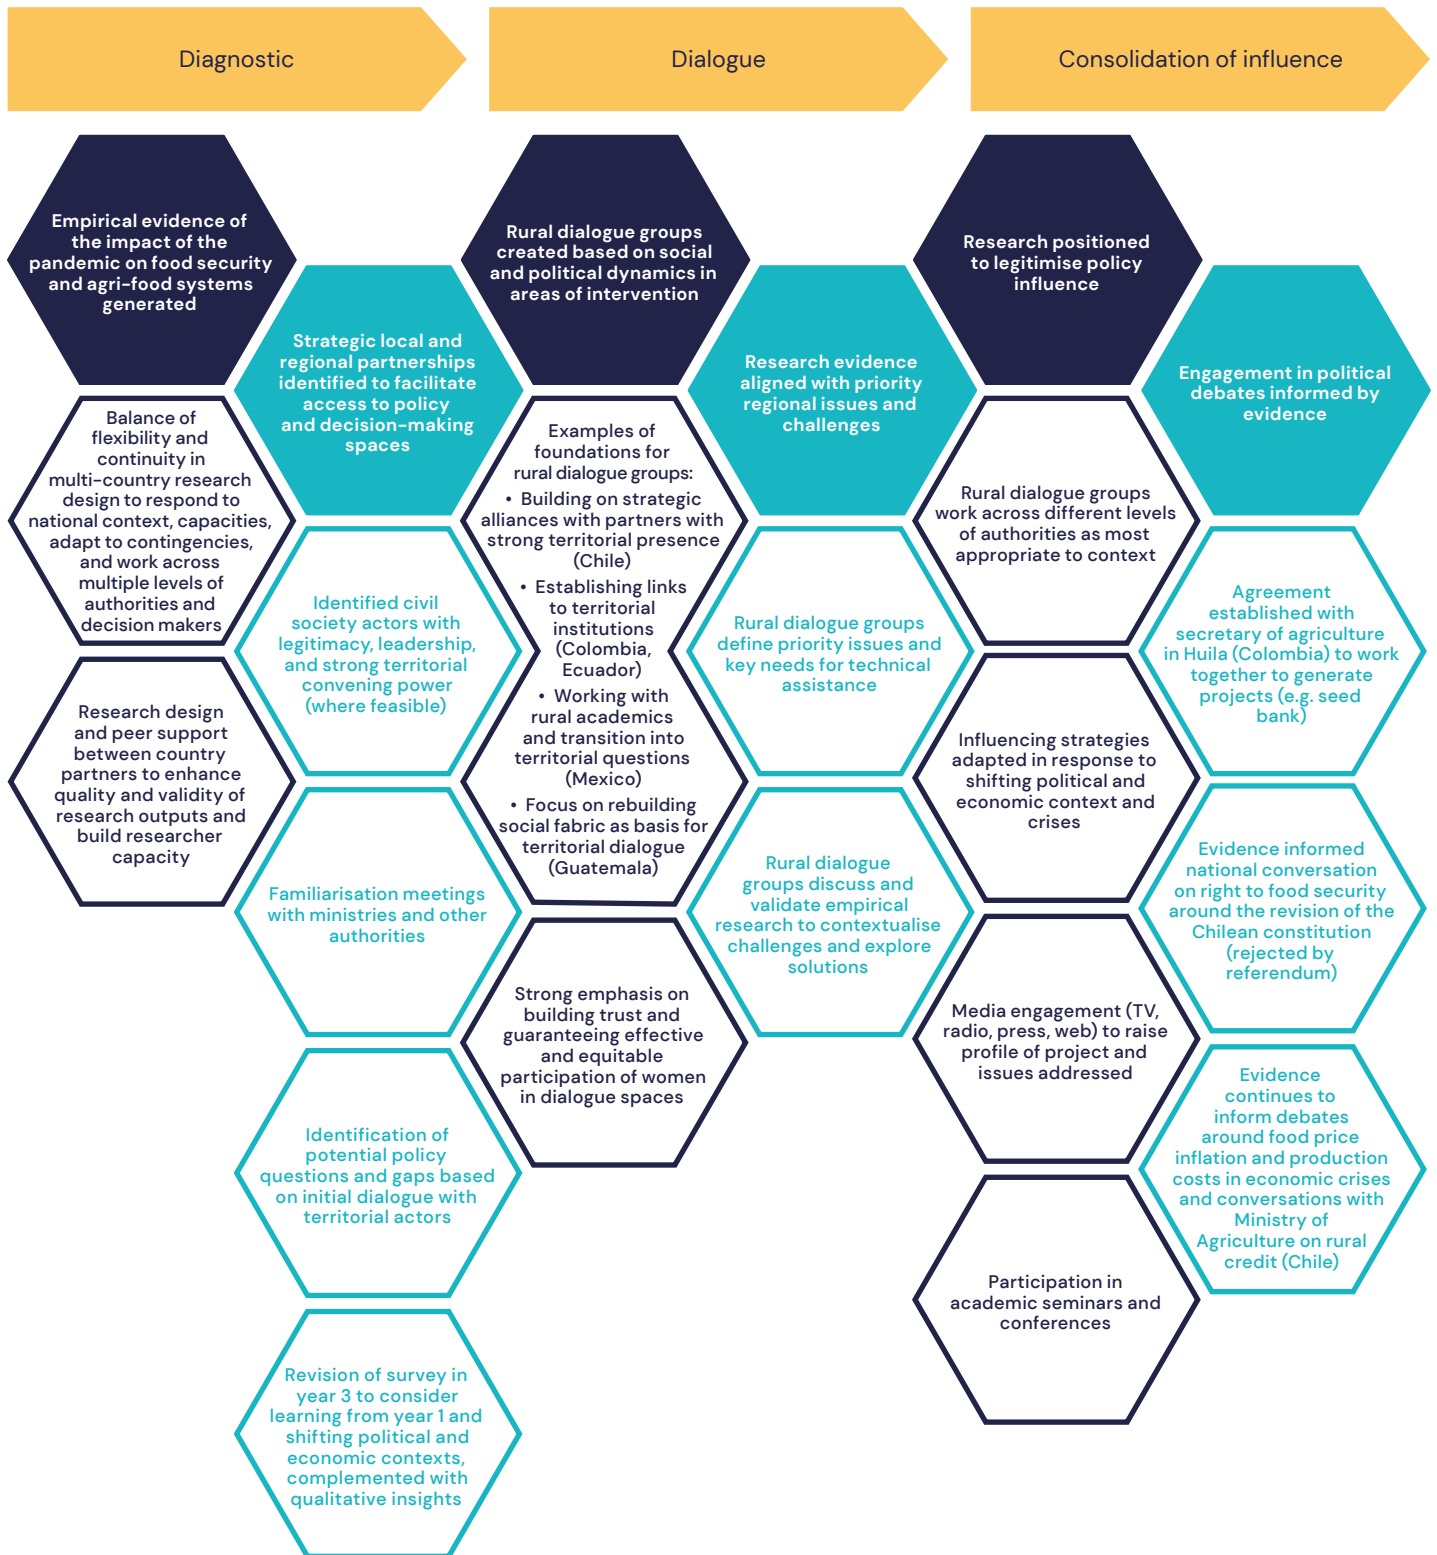 Diagnostic
Dialogue
Consolidation of influence
Empirical evidence of
the impact of the
pandemic on food security
and agri-food systems
generated
Balance of
flexibility and
continuity in
multi-country research
design to respond to
national context, capacities,
adapt to contingencies,
and work across
multiple levels of
authorities and
decision makers
Research design
and peer support
between country
partners to enhance
quality and validity of
research outputs and
build researcher
capacity
Strategic local and
regional partnerships
identified to facilitate
access to policy
and decision-making
spaces
Identified civil
society actors with
legitimacy, leadership,
and strong territorial
convening power
(where feasible)
Familiarisation meetings
with ministries and other
authorities
Identification of
potential policy
questions and gaps based
on initial dialogue with
territorial actors
Revision of survey in
year 3 to consider
learning from year 1 and
shifting political and
economic contexts,
complemented with
qualitative insights
Rural dialogue groups
created based on social
and political dynamics in
areas of intervention
Examples of
foundations for
rural dialogue groups:
• Building on strategic
alliances with partners with
strong territorial presence
(Chile)
• Establishing links
to territorial
institutions
(Colombia,
Ecuador)
• Working with
rural academics
and transition into
territorial questions
(Mexico)
• Focus on rebuilding
social fabric as basis for
territorial dialogue
(Guatemala)
Strong emphasis on
building trust and
guaranteeing effective
and equitable
participation of women
in dialogue spaces
Research evidence
aligned with priority
regional issues and
challenges
Rural dialogue groups
define priority issues and
key needs for technical
assistance
Rural dialogue
groups discuss and
validate empirical
research to contextualise
challenges and explore
solutions
Research positioned
to legitimise policy
influence
Rural dialogue groups
work across different levels
of authorities as most
appropriate to context
Influencing strategies
adapted in response to
shifting political and
economic context and
crises
Media engagement (TV,
radio, press, web) to raise
profile of project and
issues addressed
Participation in
academic seminars and
conferences
Engagement in political
debates informed by
evidence
Agreement
established with
secretary of agriculture
in Huila (Colombia) to work
together to generate
projects (e.g. seed
bank)
Evidence informed
national conversation
on right to food security
around the revision of the
Chilean constitution
(rejected by
referendum)
Evidence
continues to
inform debates
around food price
inflation and production
costs in economic crises
and conversations with
Ministry of
Agriculture on rural
credit (Chile)